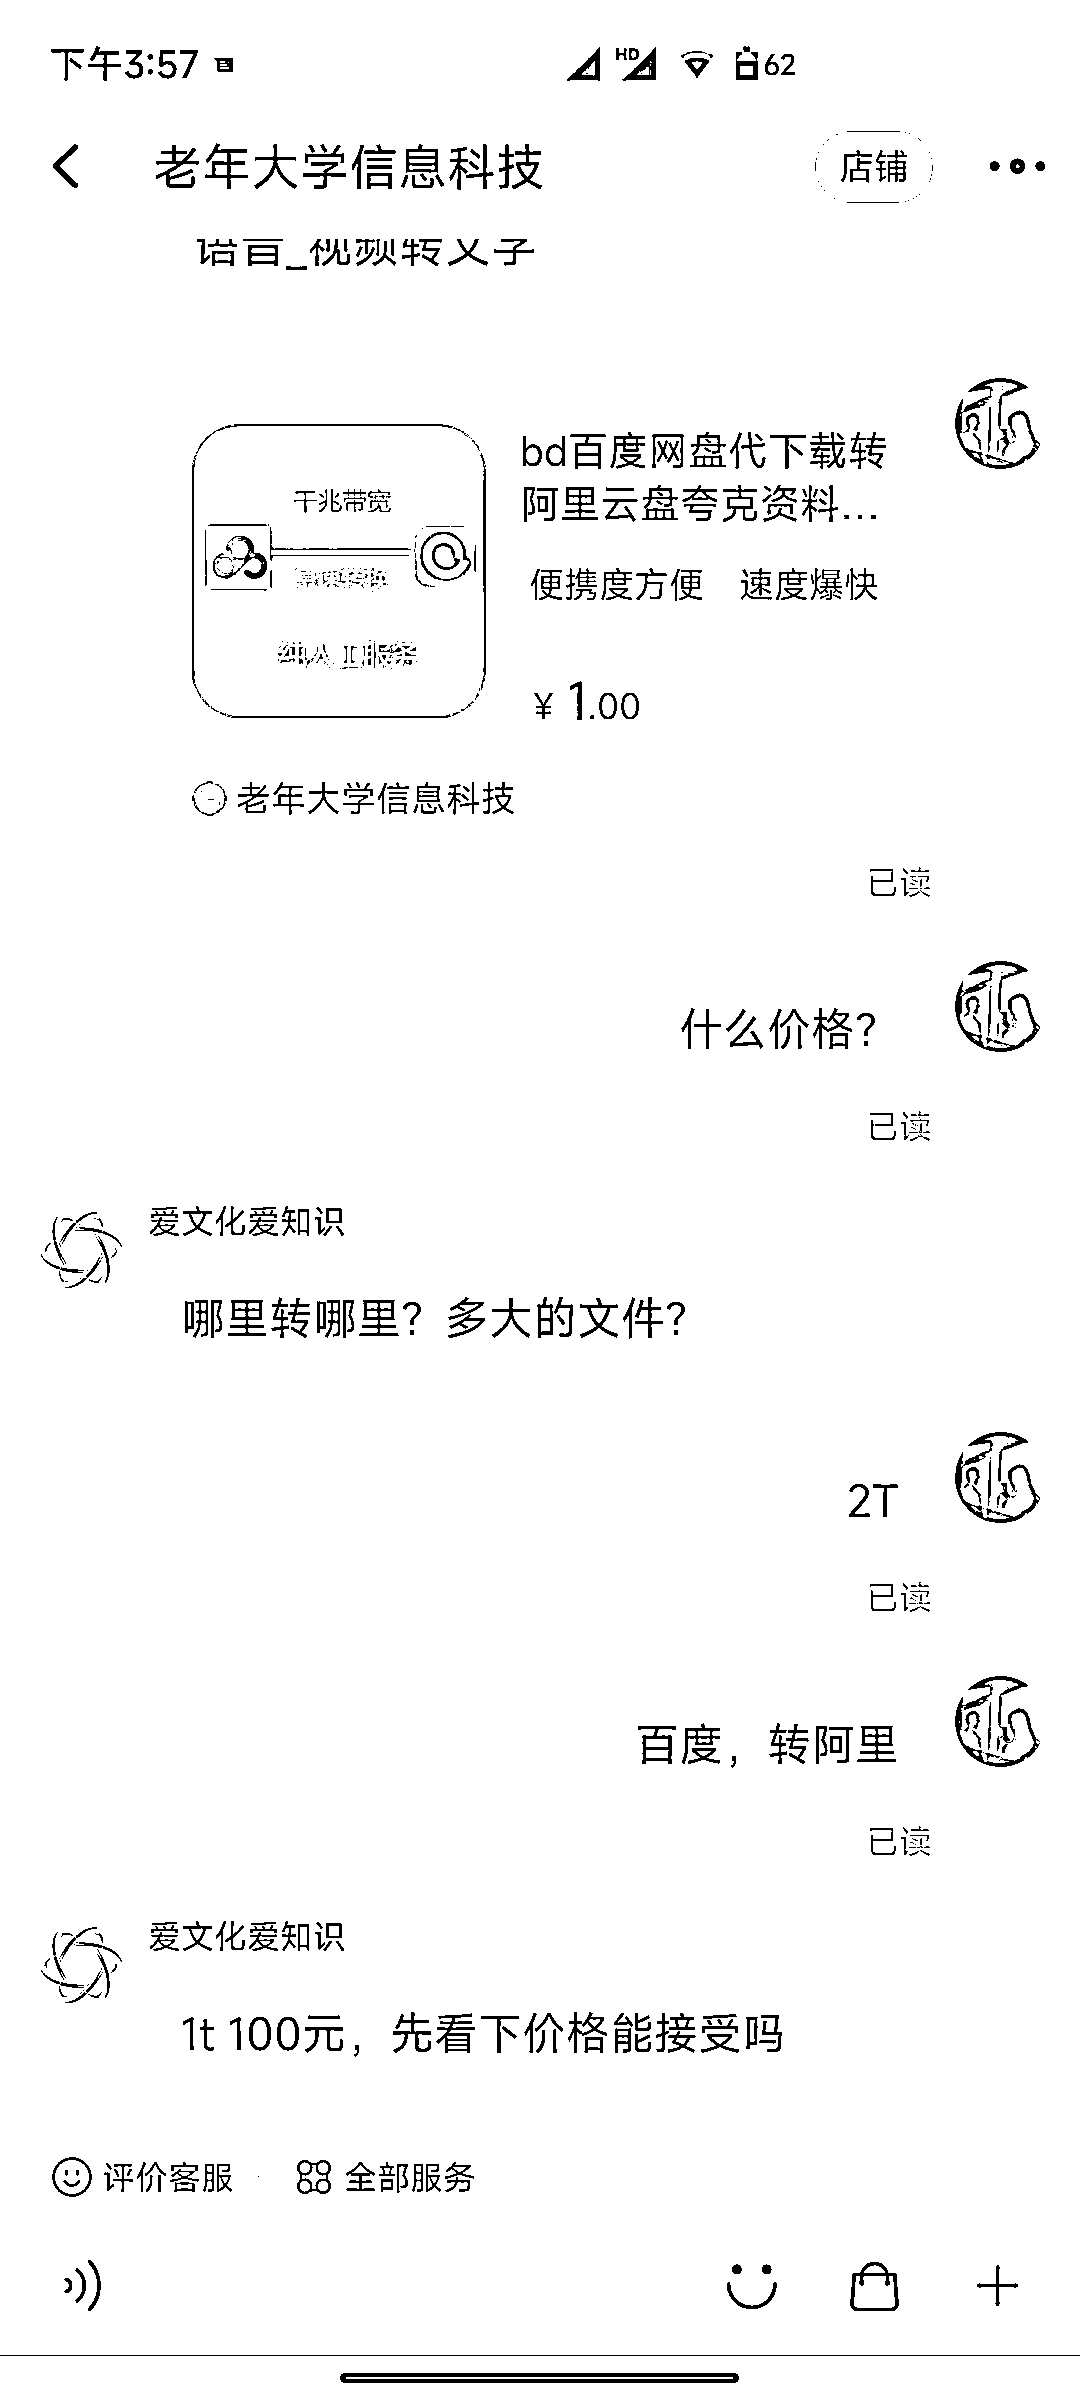 下午3:57
HD
62
老年大学信息科技
店铺
语音_视频转文字
bd百度网盘代下载转
阿里云盘夸克资料...
千兆带宽
便携度方便 速度爆快
纯人工服务
¥ 1.00
老年大学信息科技
已读
什么价格?
已读
爱文化爱知识
哪里转哪里? 多大的文件?
2T
已读
百度，转阿里
已读
爱文化爱知识
1t 100元，先看下价格能接受吗
评价客服
全部服务